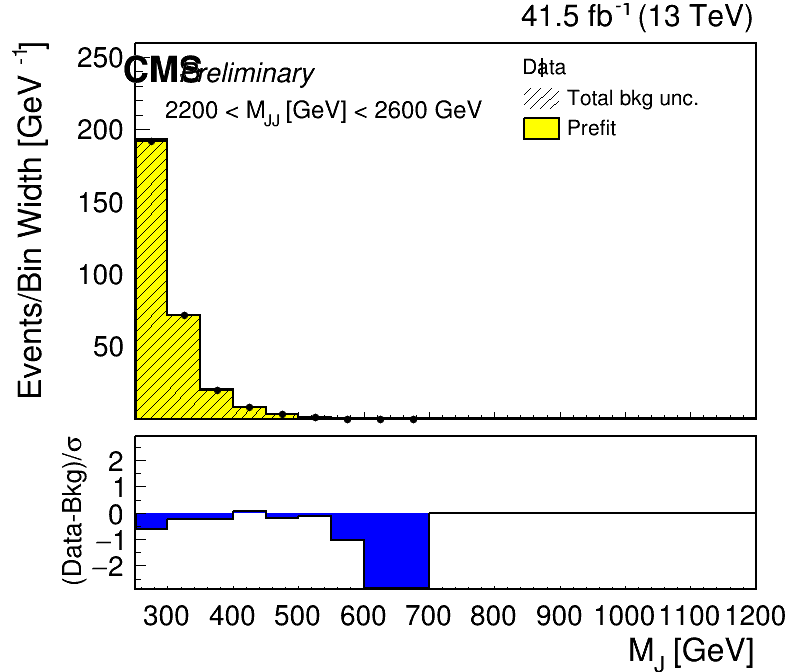 41.5 fb⁻¹ (13 TeV)
CMS Preliminary
2200 < M_JJ [GeV] < 2600 GeV
Data
Total bkg unc.
Prefit
Events/Bin Width [GeV⁻¹]
250
200
150
100
50
(Data-Bkg)/σ
2
1
0
−1
−2
300 400 500 600 700 800 900 1000 1100 1200
M_J [GeV]